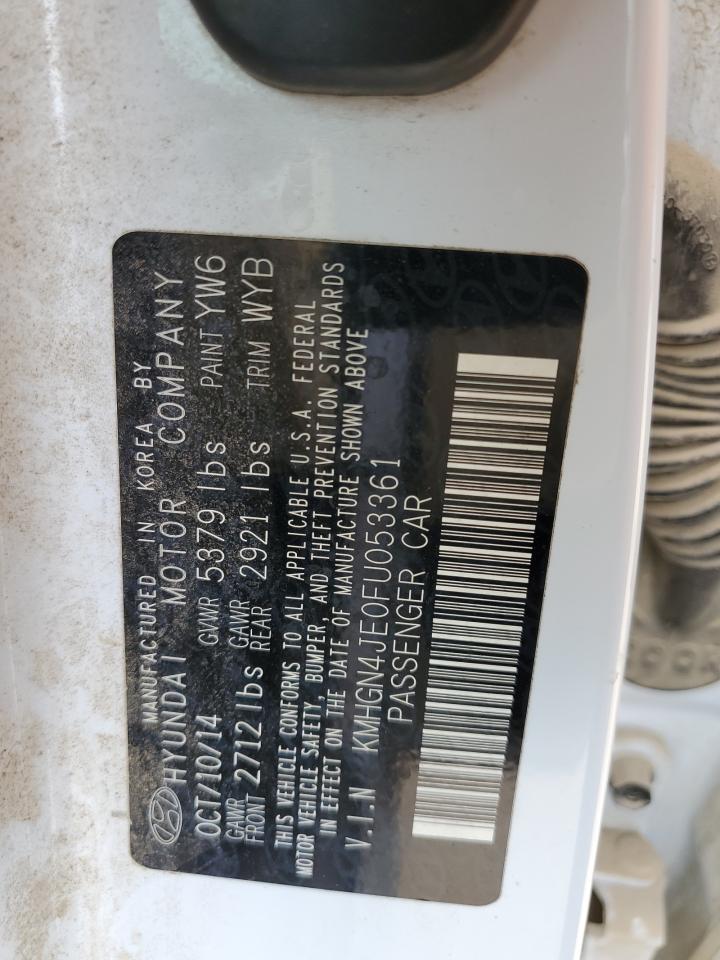 MANUFACTURED IN KOREA BY
HYUNDAI MOTOR COMPANY
OCT/10/14 GVWR 5379 lbs PAINT YW6
GAWR FRONT 2712 lbs GAWR REAR 2921 lbs TRIM WYB
THIS VEHICLE CONFORMS TO ALL APPLICABLE U.S.A. FEDERAL
MOTOR VEHICLE SAFETY, BUMPER, AND THEFT PREVENTION STANDARDS
IN EFFECT ON THE DATE OF MANUFACTURE SHOWN ABOVE
V.I.N KMHGN4JE0FU053361
PASSENGER CAR